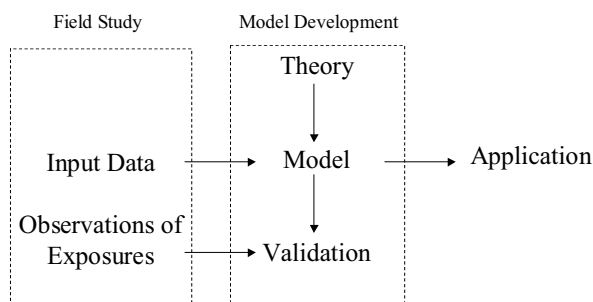 Field Study
Model Development
Theory
Input Data
Model
Application
Observations of
Exposures
Validation